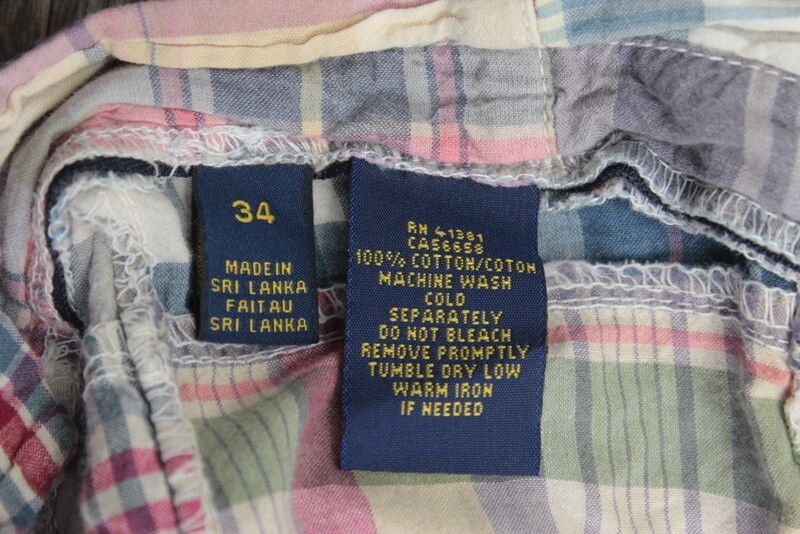 34
MADE IN
SRI LANKA
FAIT AU
SRI LANKA
RN 41381
CA56658
100% COTTON/COTON
MACHINE WASH
COLD
SEPARATELY
DO NOT BLEACH
REMOVE PROMPTLY
TUMBLE DRY LOW
WARM IRON
IF NEEDED